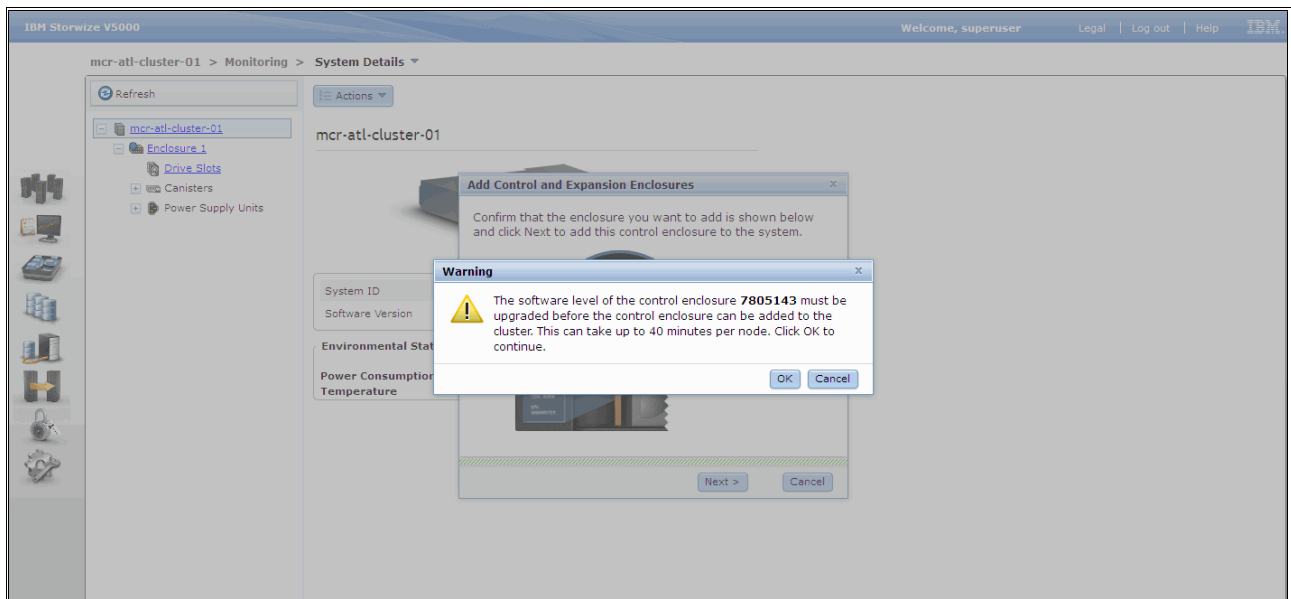 IBM Storwize V5000
Welcome, superuser
Legal | Log out | Help
IBM.
mcr-atl-cluster-01 > Monitoring > System Details
Refresh
Actions
mcr-atl-cluster-01
Enclosure 1
Drive Slots
Canisters
Power Supply Units
mcr-atl-cluster-01
System ID
Software Version
Environmental Stat
Power Consumption
Temperature
Add Control and Expansion Enclosures
Confirm that the enclosure you want to add is shown below
and click Next to add this control enclosure to the system.
Warning
The software level of the control enclosure 7805143 must be
upgraded before the control enclosure can be added to the
cluster. This can take up to 40 minutes per node. Click OK to
continue.
OK
Cancel
Next >
Cancel